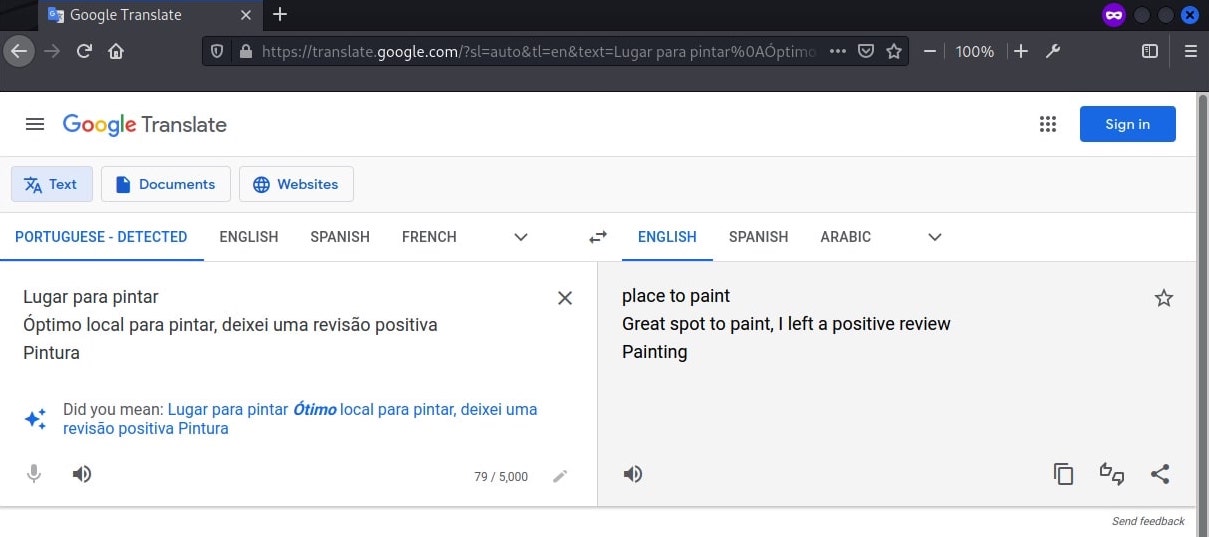 Google Translate
https://translate.google.com/?sl=auto&tl=en&text=Lugar para pintar%0AÓptimo
100%
Google Translate
Sign in
Text Documents Websites
PORTUGUESE - DETECTED ENGLISH SPANISH FRENCH ENGLISH SPANISH ARABIC
Lugar para pintar
Óptimo local para pintar, deixei uma revisão positiva
Pintura
Did you mean: Lugar para pintar Ótimo local para pintar, deixei uma
revisão positiva Pintura
79 / 5,000
place to paint
Great spot to paint, I left a positive review
Painting
Send feedback